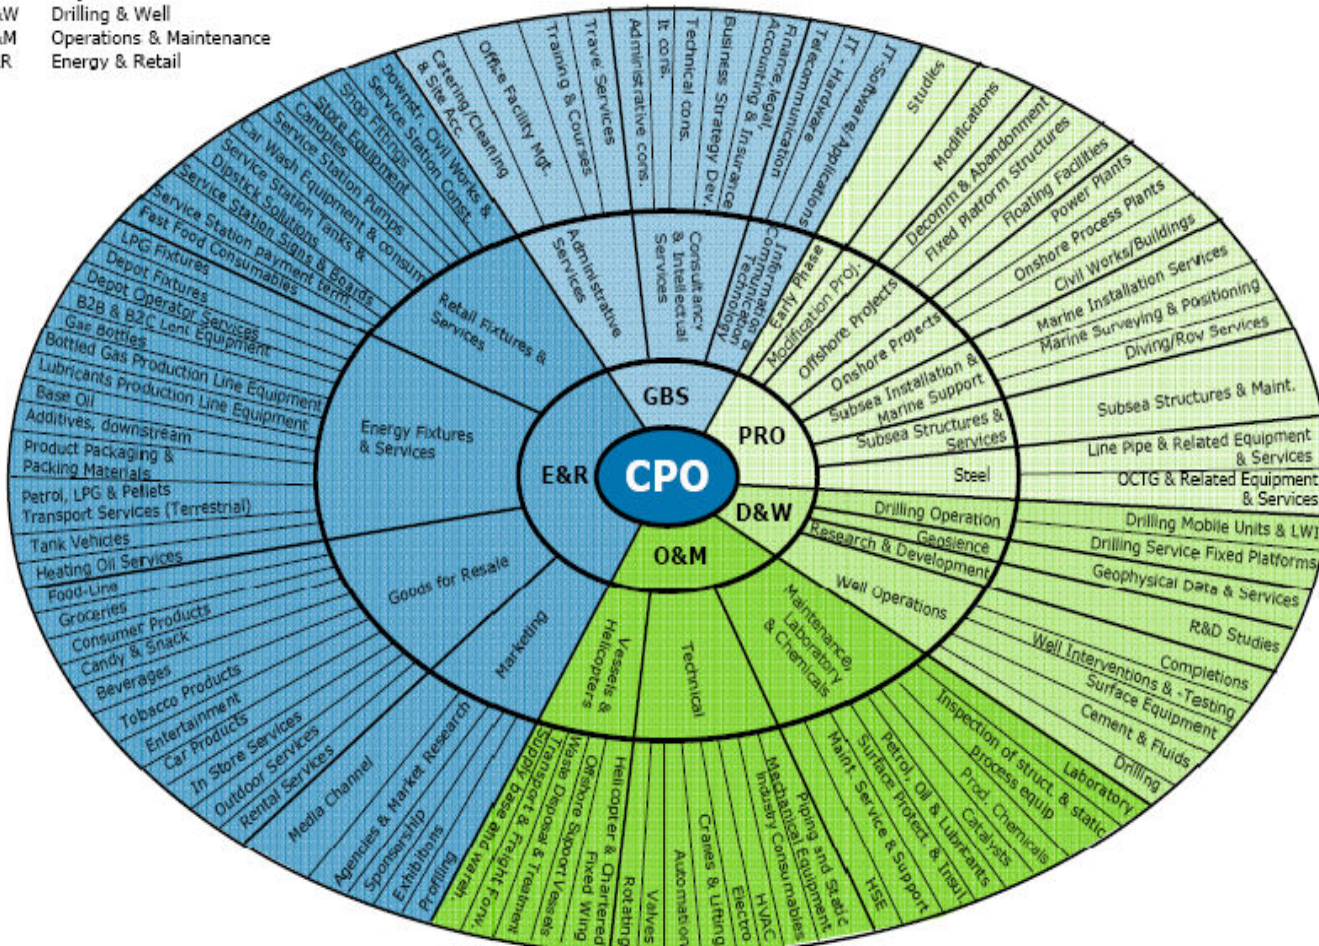 &W Drilling & Well
&M Operations & Maintenance
R Energy & Retail
CPO
GBS
PRO
D&W
O&M
E&R
Administrative
Services
Consultancy
& Intellectual
Services
Information &
Communication
Technology
Early Phase
Modification Proj.
Offshore Projects
Onshore Projects
Subsea Installation &
Marine Support
Subsea Structures &
Services
Steel
Drilling Operation
Geosience
Research & Development
Well Operations
Maintenance,
Laboratory
& Chemicals
Technical
Vessels &
Helicopters
Marketing
Goods for Resale
Energy Fixtures
& Services
Retail Fixtures &
Services
Catering/Cleaning
& Site Acc.
Office Facility Mgt.
Training & Courses
Trave. Services
Administrative cons.
It cons.
Technical cons.
Business Strategy Dev.
Accounting & Insurance
Finance, legal,
Telecommunication
IT - Hardware
IT-Software/Applications
Studies
Modifications
Decomm & Abandonment
Fixed Platform Structures
Floating Facilities
Power Plants
Onshore Process Plants
Civil Works/Buildings
Marine Installation Services
Marine Surveying & Positioning
Diving/Rov Services
Subsea Structures & Maint.
Line Pipe & Related Equipment
& Services
OCTG & Related Equipment
& Services
Drilling Mobile Units & LWI
Drilling Service Fixed Platforms
Geophysical Data & Services
R&D Studies
Completions
Well Interventions & -Testing
Surface Equipment
Cement & Fluids
Drilling
Laboratory
Inspection of struct. & static
process equip
Prod. Chemicals
Catalysts
Petrol, Oil & Lubricants
Surface Protect & Insul.
Maint. Service & Support
HSE
Piping and Static
Mechanical Equipment
Industry Consumables
HVAC
Electro
Cranes & Lifting
Automation
Valves
Rotating
Helicopter & Chartered
Fixed Wing
Offshore Support Vessels
Waste Disposal & Treatment
Transport & Freight Forw.
Supply base and wareh.
Profiling
Exhibitions
Sponsorship
Agencies & Market Research
Media Channel
Rental Services
Outdoor Services
In Store Services
Car Products
Entertainment
Tobacco Products
Beverages
Candy & Snack
Consumer Products
Groceries
Food-Line
Heating Oil Services
Tank Vehicles
Petrol, LPG & Pellets
Transport Services (Terrestrial)
Product Packaging &
Packing Materials
Additives, downstream
Base Oil
Lubricants Production Line Equipment
Bottled Gas Production Line Equipment
Gas Bottles
B2B & B2C Lent Equipment
Depot Operator Services
Depot Fixtures
LPG Fixtures
Fast Food Consumables
Service Station payment term.
Service Station Signs & Boards
Dipstick Solutions
Service Station Tanks &
Car Wash Equipment & consum
Service Station Pumps
Canopies
Store Equipment
Shop Fittings
Service Station Const.
Downstr. Civil Works &